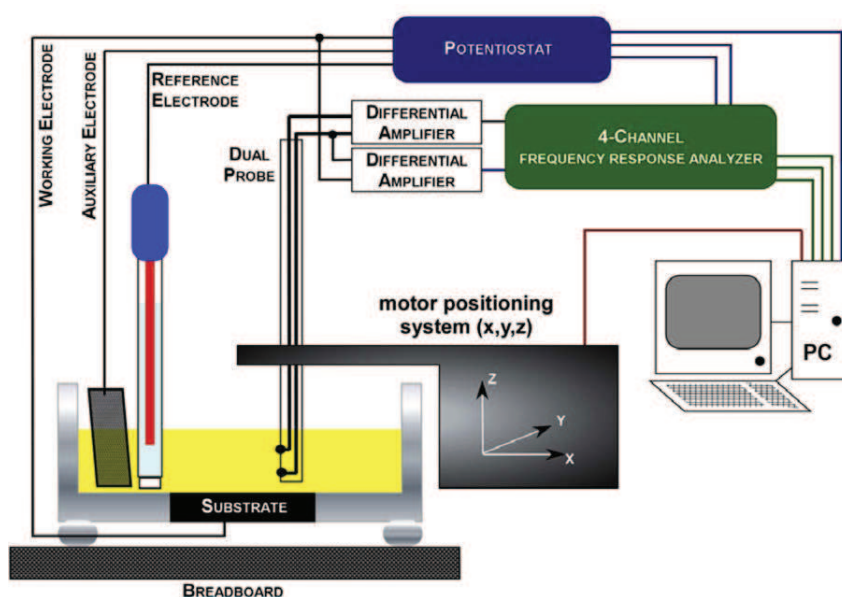 POTENTIOSTAT
REFERENCE
ELECTRODE
WORKING ELECTRODE
AUXILIARY ELECTRODE
DUAL
PROBE
DIFFERENTIAL
AMPLIFIER
DIFFERENTIAL
AMPLIFIER
4-CHANNEL
FREQUENCY RESPONSE ANALYZER
motor positioning
system (x,y,z)
PC
Z
Y
X
SUBSTRATE
BREADBOARD